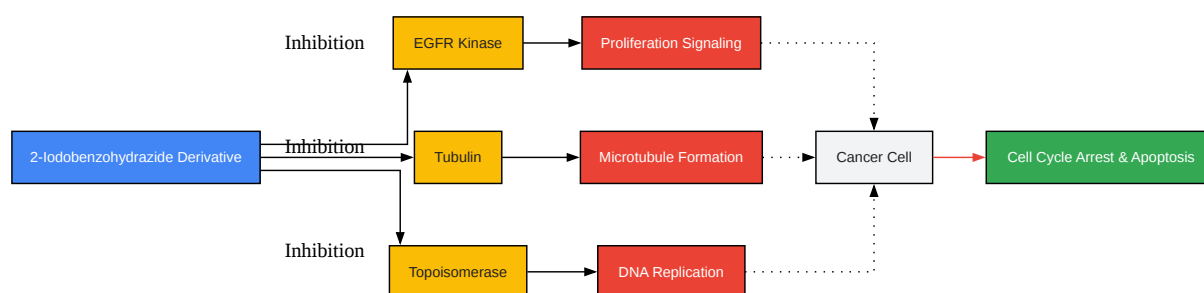 Inhibition
EGFR Kinase
Proliferation Signaling
2-Iodobenzohydrazide Derivative
Inhibition
Tubulin
Microtubule Formation
Cancer Cell
Cell Cycle Arrest & Apoptosis
Inhibition
Topoisomerase
DNA Replication